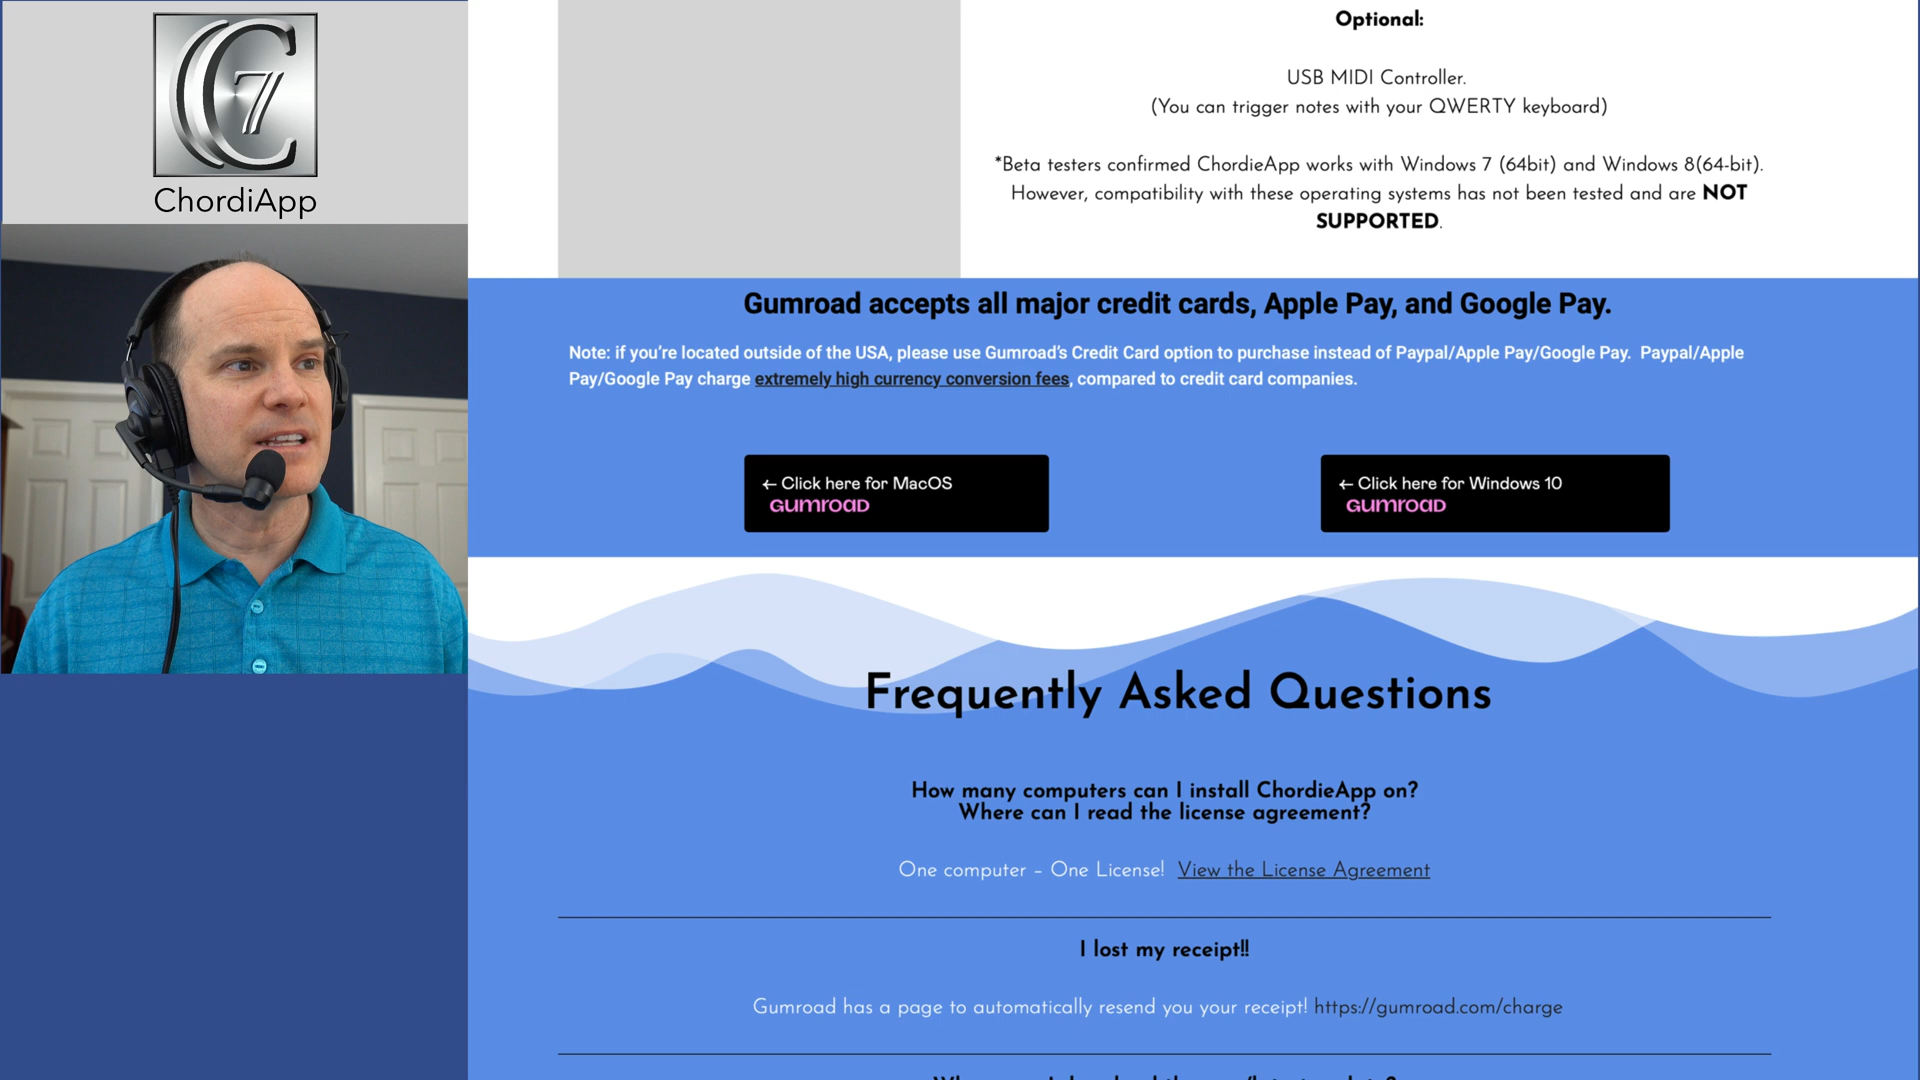 C7
ChordiApp
Optional:
USB MIDI Controller.
(You can trigger notes with your QWERTY keyboard)
*Beta testers confirmed ChordieApp works with Windows 7 (64bit) and Windows 8(64-bit).
However, compatibility with these operating systems has not been tested and are NOT
SUPPORTED.
Gumroad accepts all major credit cards, Apple Pay, and Google Pay.
Note: if you're located outside of the USA, please use Gumroad's Credit Card option to purchase instead of Paypal/Apple Pay/Google Pay. Paypal/Apple
Pay/Google Pay charge extremely high currency conversion fees, compared to credit card companies.
← Click here for MacOS
GUMROAD
← Click here for Windows 10
GUMROAD
Frequently Asked Questions
How many computers can I install ChordieApp on?
Where can I read the license agreement?
One computer – One License! View the License Agreement
I lost my receipt!!
Gumroad has a page to automatically resend you your receipt! https://gumroad.com/charge